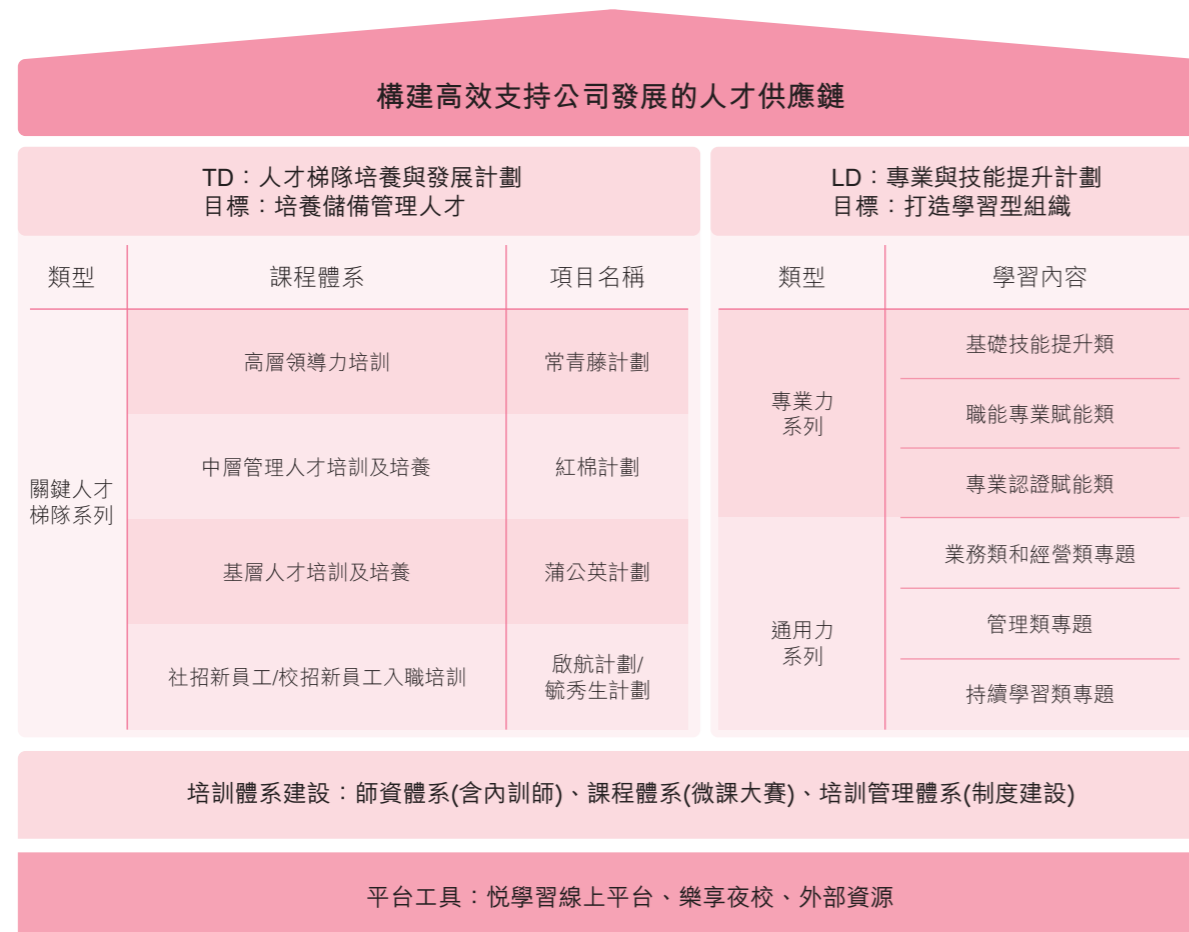 構建高效支持公司發展的人才供應鏈
TD：人才梯隊培養與發展計劃
目標：培養儲備管理人才
類型
課程體系
項目名稱
關鍵人才
梯隊系列
高層領導力培訓
常青藤計劃
中層管理人才培訓及培養
紅棉計劃
基層人才培訓及培養
蒲公英計劃
社招新員工/校招新員工入職培訓
啟航計劃/
毓秀生計劃
LD：專業與技能提升計劃
目標：打造學習型組織
類型
學習內容
專業力
系列
基礎技能提升類
職能專業賦能類
專業認證賦能類
通用力
系列
業務類和經營類專題
管理類專題
持續學習類專題
培訓體系建設：師資體系(含內訓師)、課程體系(微課大賽)、培訓管理體系(制度建設)
平台工具：悦學習線上平台、樂享夜校、外部資源